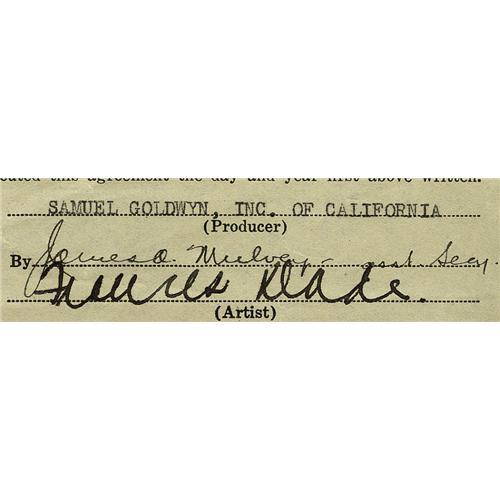 cuted this agreement the day and year first above written.
SAMUEL GOLDWYN, INC. OF CALIFORNIA
(Producer)
By James A. Mulvey - asst Secy.
Frances Dade.
(Artist)